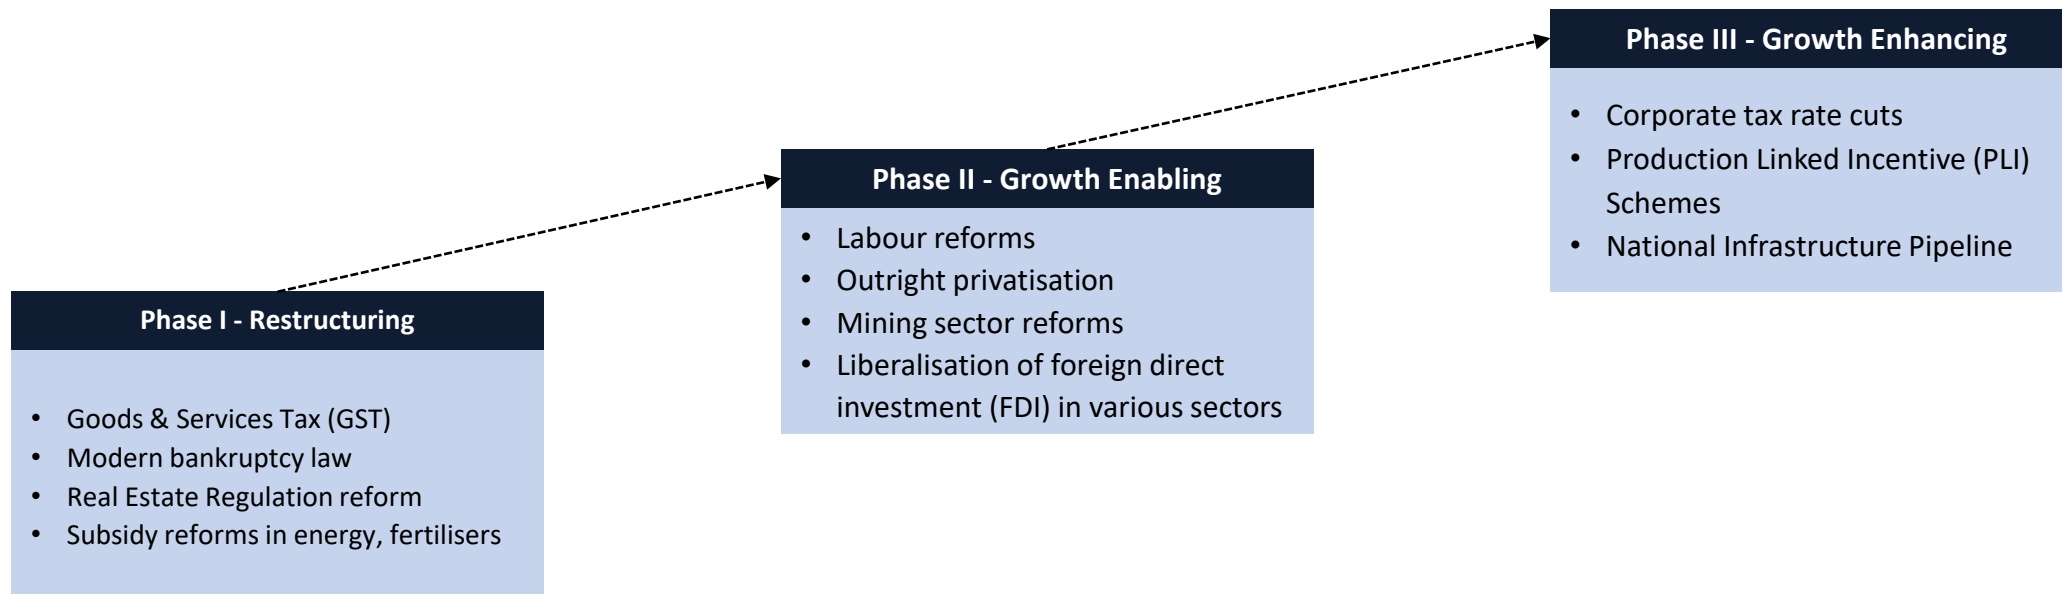 Phase I - Restructuring
• Goods & Services Tax (GST)
• Modern bankruptcy law
• Real Estate Regulation reform
• Subsidy reforms in energy, fertilisers
Phase II - Growth Enabling
• Labour reforms
• Outright privatisation
• Mining sector reforms
• Liberalisation of foreign direct
investment (FDI) in various sectors
Phase III - Growth Enhancing
• Corporate tax rate cuts
• Production Linked Incentive (PLI)
Schemes
• National Infrastructure Pipeline